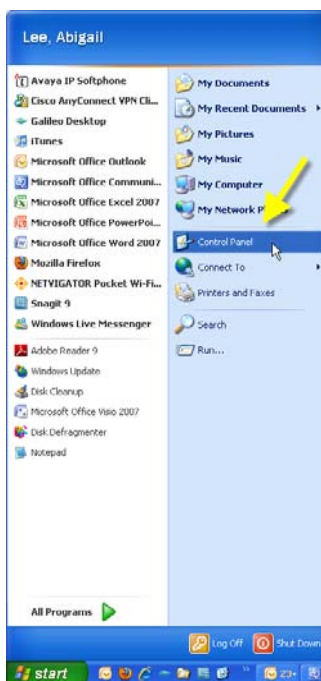 Lee, Abigail
Avaya IP Softphone
Cisco AnyConnect VPN Cli...
Galileo Desktop
iTunes
Microsoft Office Outlook
Microsoft Office Communi...
Microsoft Office Excel 2007
Microsoft Office PowerPoi...
Microsoft Office Word 2007
Mozilla Firefox
NETVIGATOR Pocket Wi-Fi...
Snagit 9
Windows Live Messenger
Adobe Reader 9
Windows Update
Disk Cleanup
Microsoft Office Visio 2007
Disk Defragmenter
Notepad
All Programs
My Documents
My Recent Documents
My Pictures
My Music
My Computer
My Network
Control Panel
Connect To
Printers and Faxes
Search
Run...
Log Off
Shut Down
start